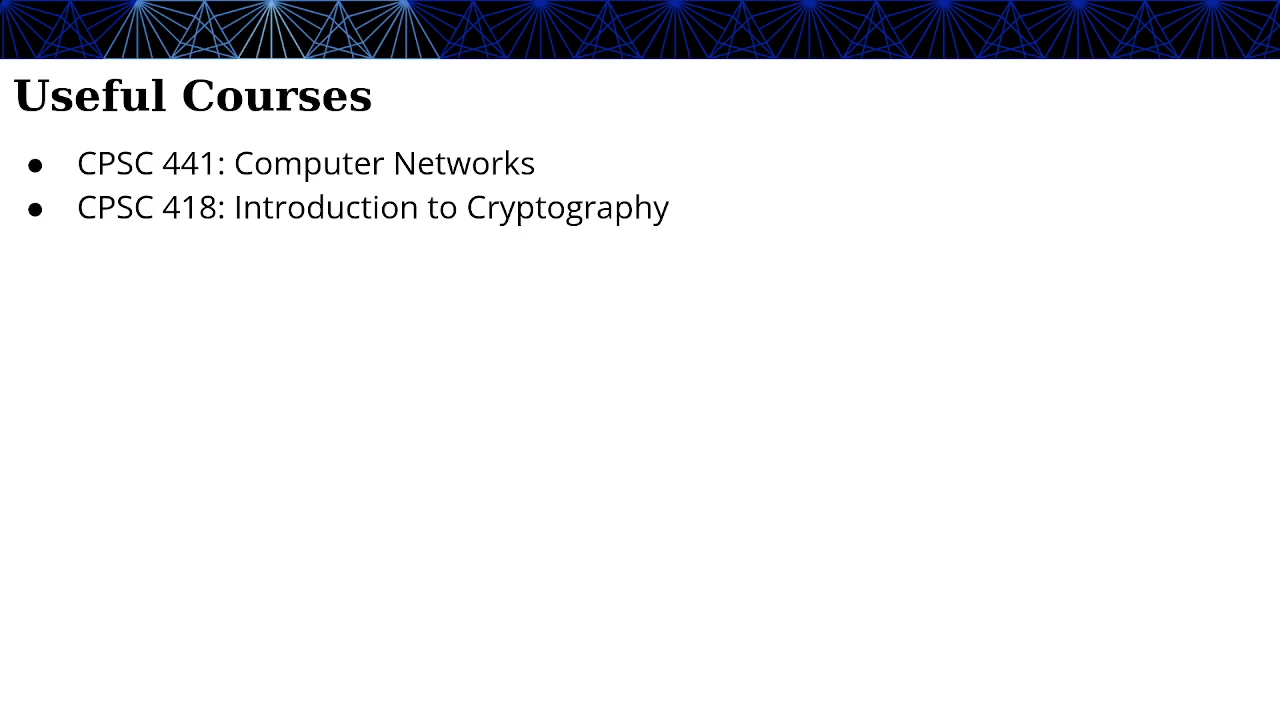 Useful Courses
● CPSC 441: Computer Networks
● CPSC 418: Introduction to Cryptography